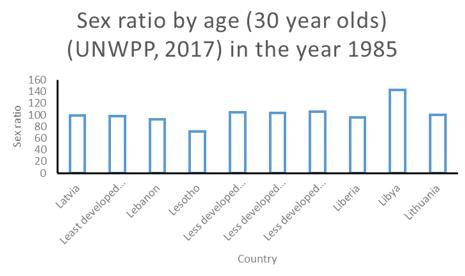 Sex ratio by age (30 year olds)
(UNWPP, 2017) in the year 1985
160
140
120
100
80
60
40
20
0
Sex ratio
Latvia
Least developed...
Lebanon
Lesotho
Less developed...
Less developed...
Less developed...
Liberia
Libya
Lithuania
Country